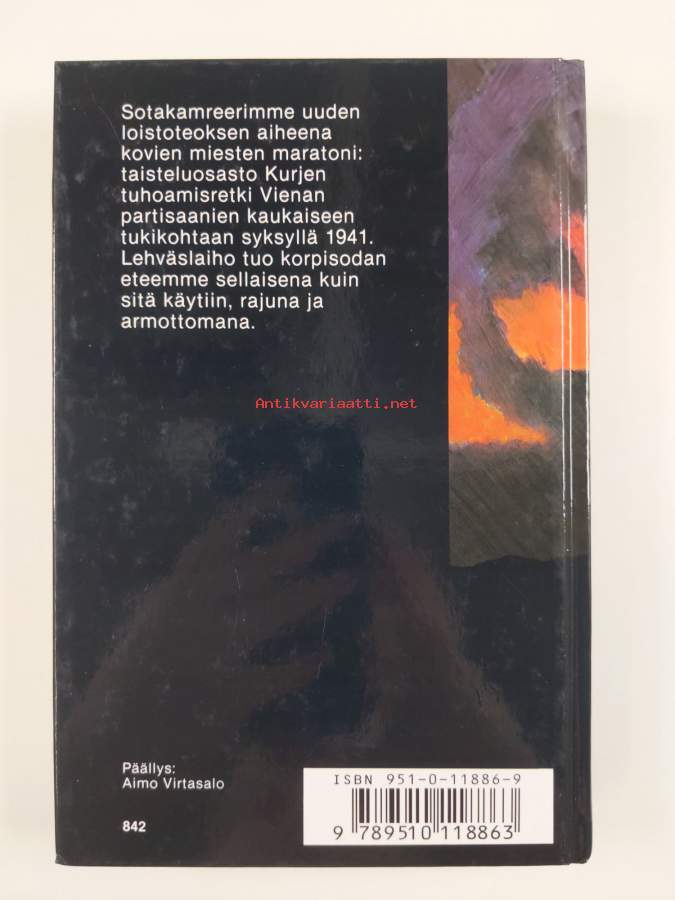 Sotakamreerimme uuden
loistoteoksen aiheena
kovien miesten maratoni:
taisteluosasto Kurjen
tuhoamisretki Vienan
partisaanien kaukaiseen
tukikohtaan syksyllä 1941.
Lehväslaiho tuo korpisodan
eteemme sellaisena kuin
sitä käytiin, rajuna ja
armottomana.
Antikvariaatti.net
Päällys:
Aimo Virtasalo
842
ISBN 951-0-11886-9
9 789510 118863